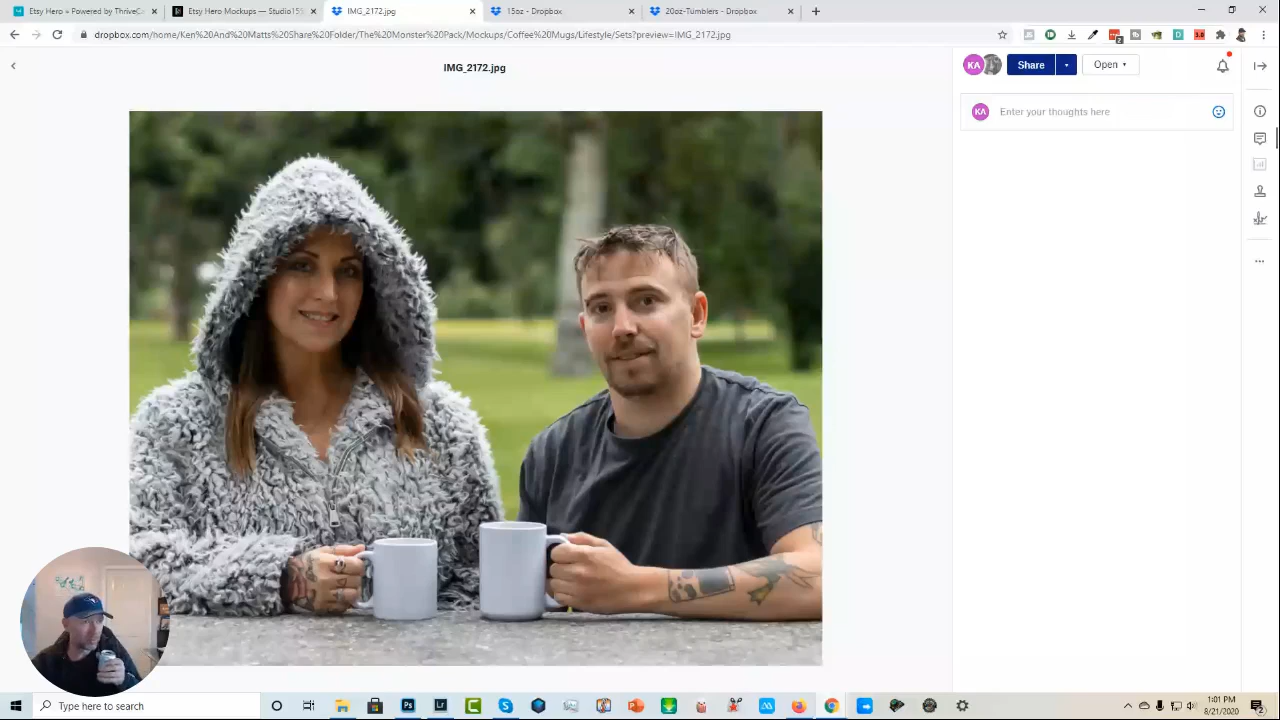 Etsy Hero » Powered by ThriveC
Etsy Hero Mockups — Studio15
IMG_2172.jpg
15oz - Dropbox
20oz-Tumblers - Dropbox
dropbox.com/home/Ken%20And%20Matts%20Share%20Folder/The%20Monster%20Pack/Mockups/Coffee%20Mugs/Lifestyle/Sets?preview=IMG_2172.jpg
IMG_2172.jpg
KA
Share
Open
KA
Enter your thoughts here
Type here to search
1:01 PM
8/21/2020